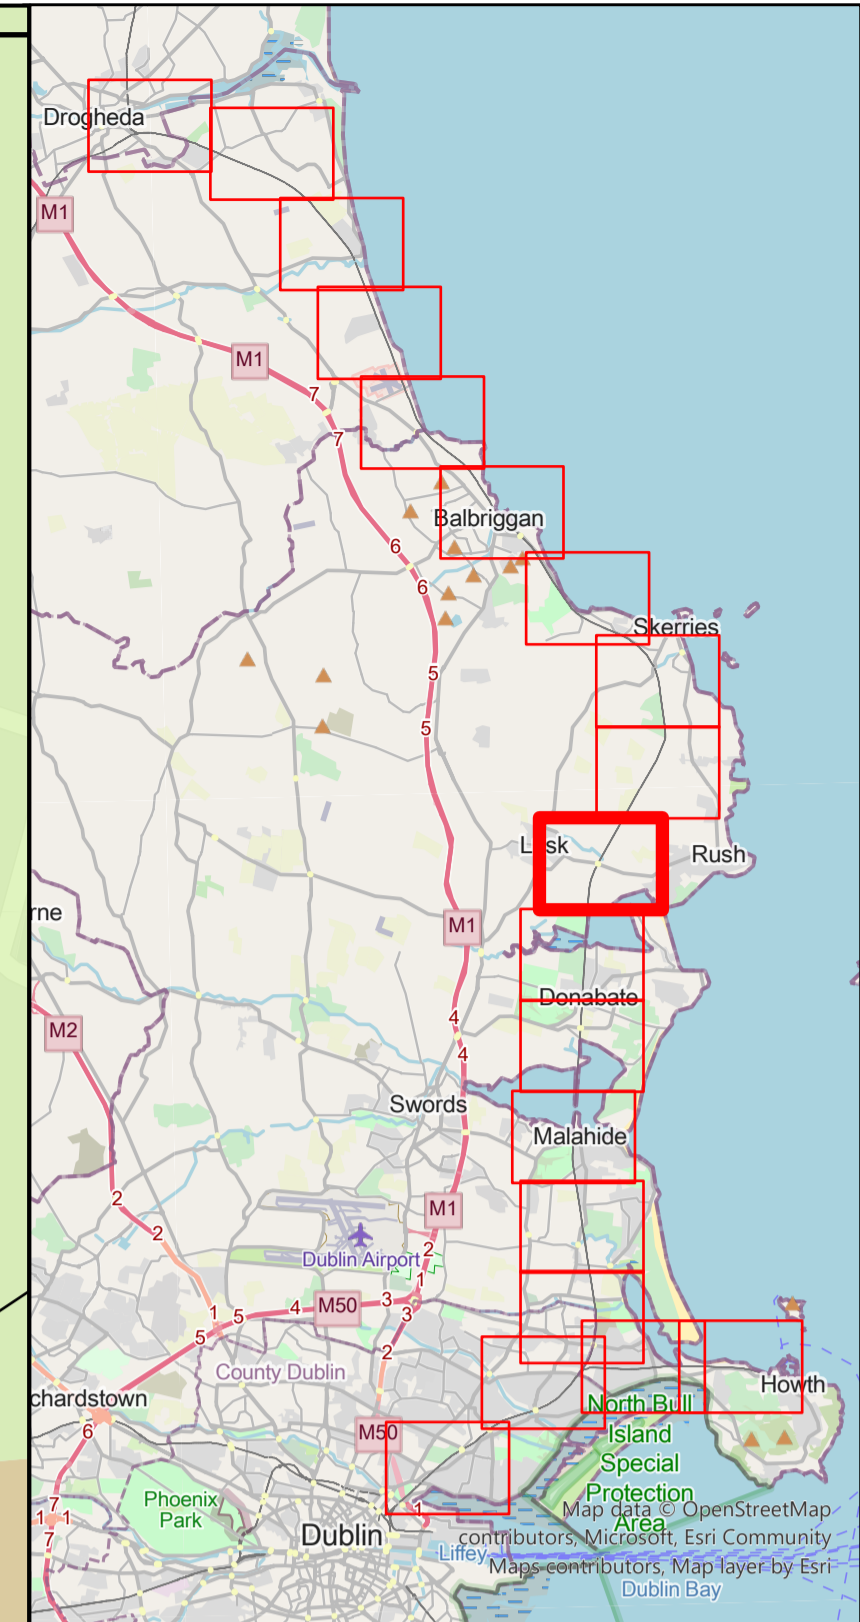 Drogheda
M1
M1
7
7
Balbriggan
6
6
Skerries
5
5
Lusk
Rush
rne
M1
Donabate
M2
4
4
Swords
Malahide
2
M1
2
Dublin Airport
2
1
M50
3
3
4
5
1
5
2
County Dublin
Howth
chardstown
North Bull
Island
Special
Protection
Area
M50
6
Phoenix
Park
7
1
1
7
1
Dublin
Liffey
Map data © OpenStreetMap
contributors, Microsoft, Esri Community
Maps contributors, Map layer by Esri
Dublin Bay